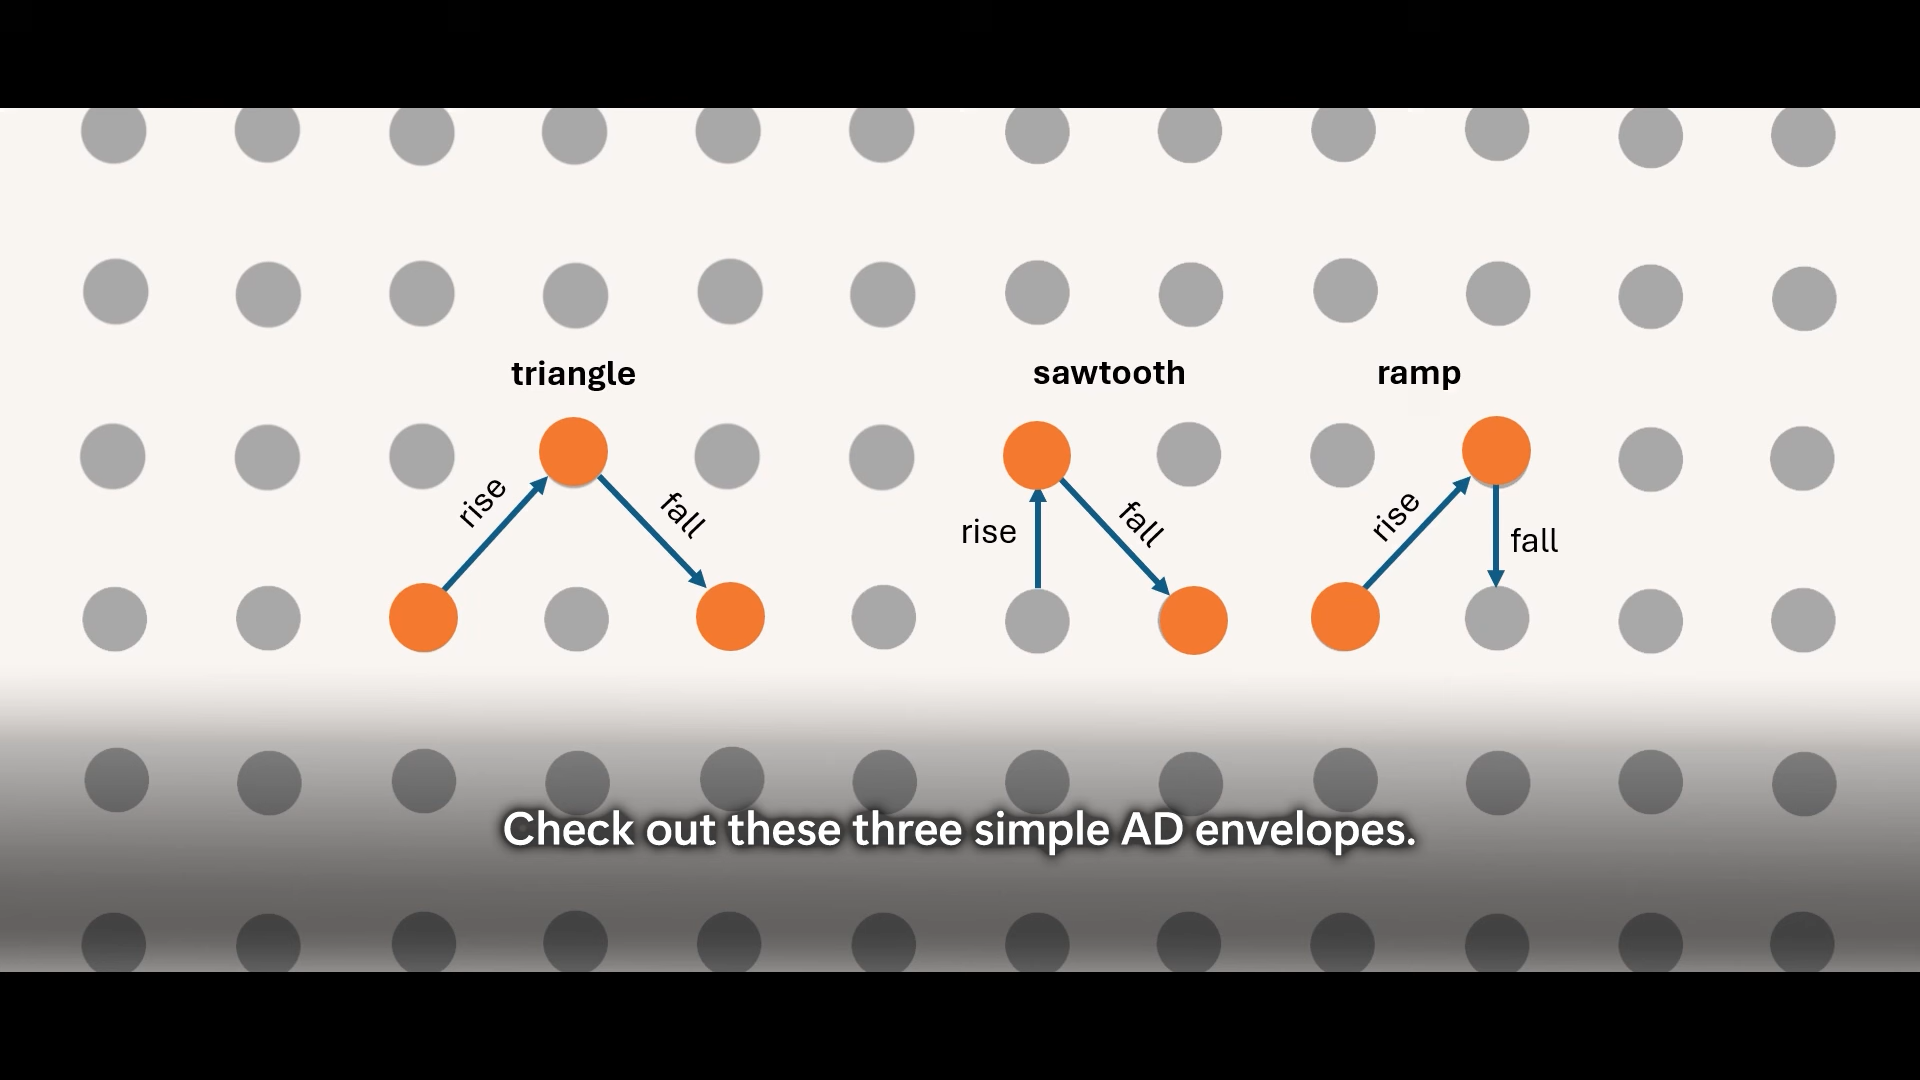 triangle
sawtooth
ramp
rise
fall
rise
fall
rise
fall
Check out these three simple AD envelopes.